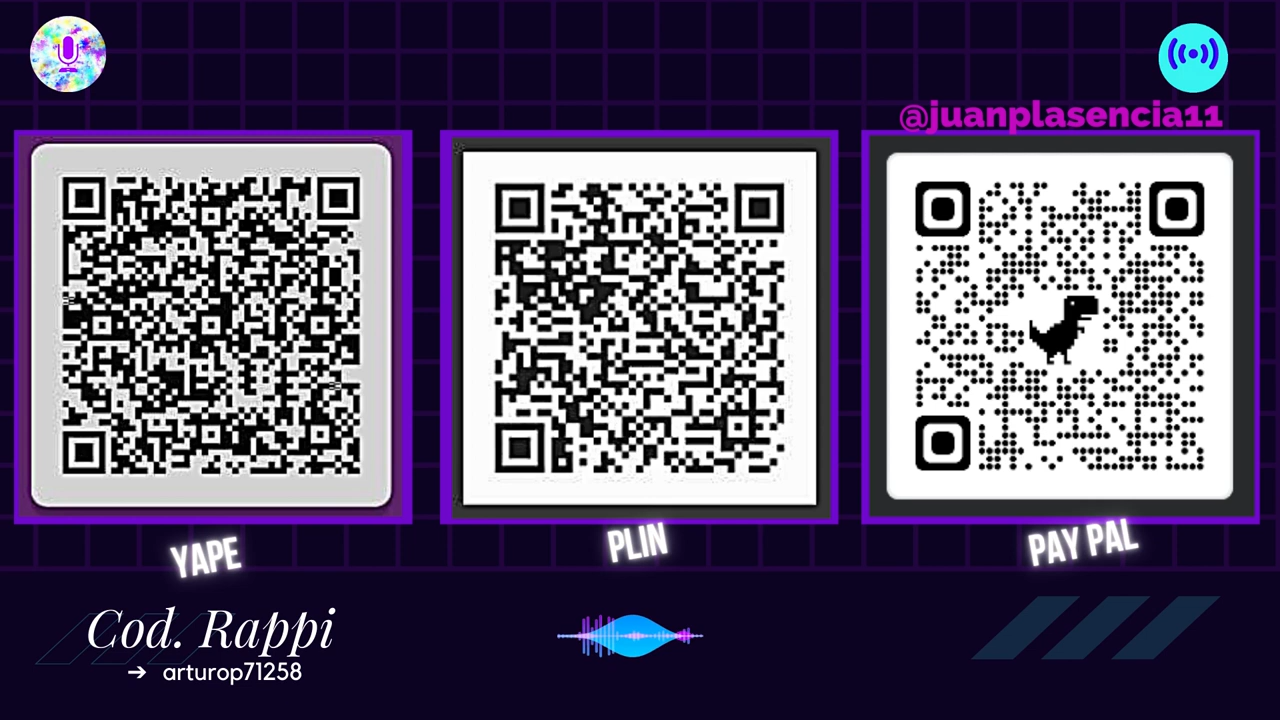 @juanplasencia11
YAPE
PLIN
PAY PAL
Cod. Rappi
➔ arturop71258